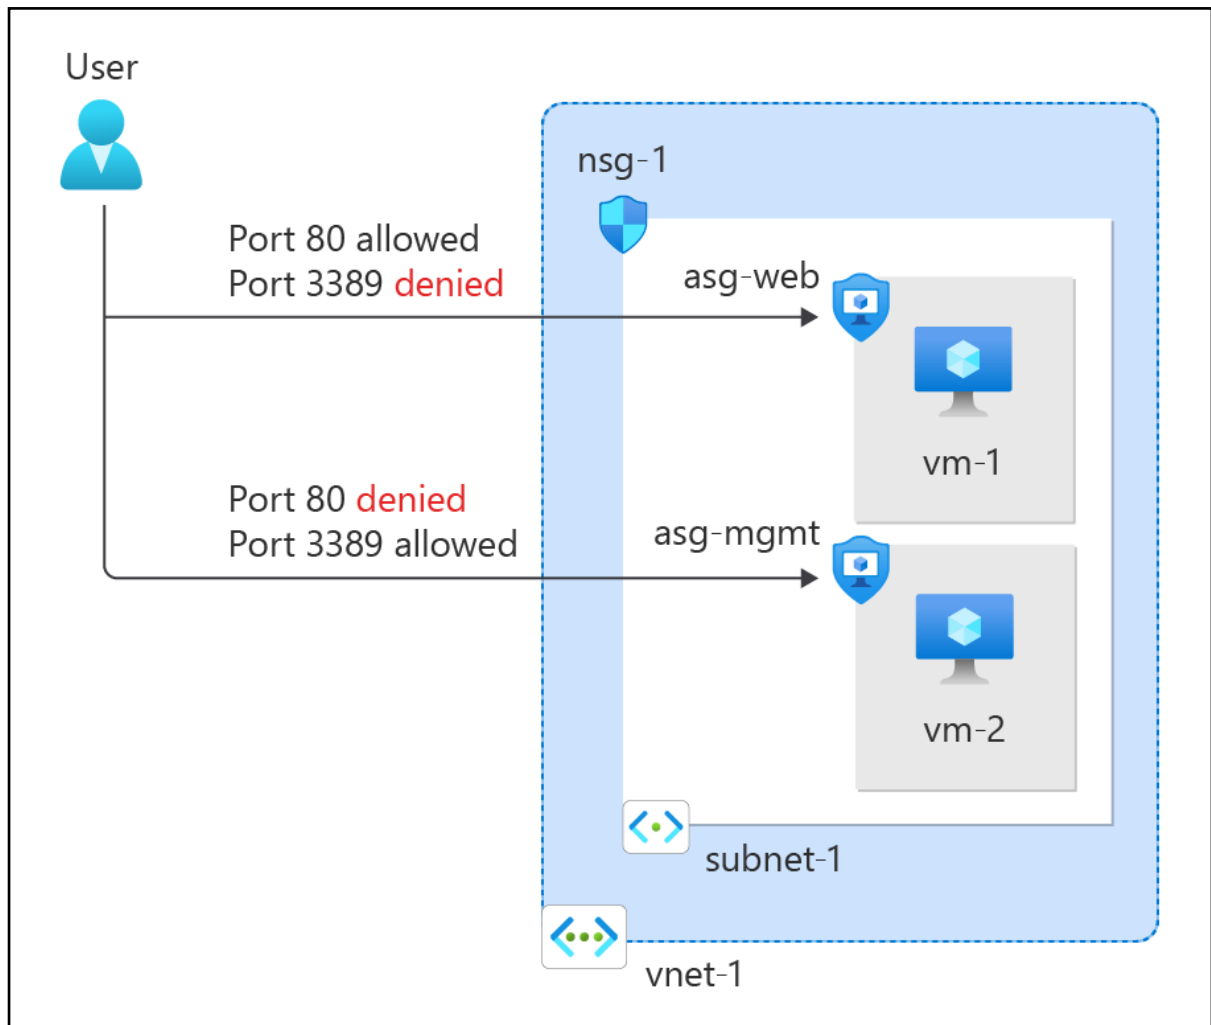 User
nsg-1
Port 80 allowed
Port 3389 denied
asg-web
vm-1
Port 80 denied
Port 3389 allowed
asg-mgmt
vm-2
subnet-1
vnet-1